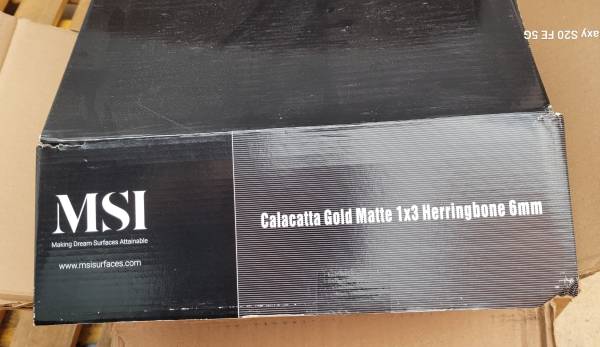 axy S20 FE 5G
MSI
Making Dream Surfaces Attainable
www.msisurfaces.com
Calacatta Gold Matte 1x3 Herringbone 6mm